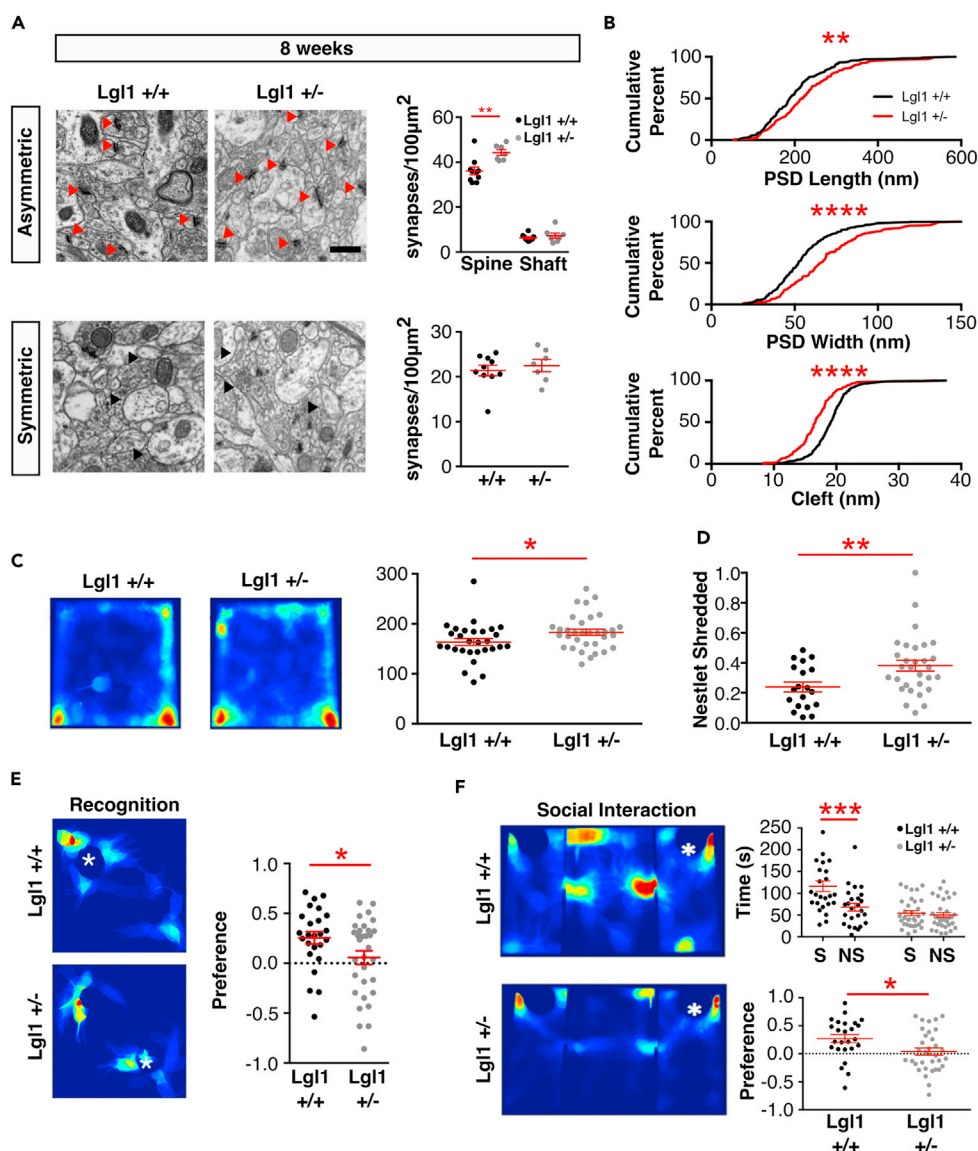 A
8 weeks
Lgl1 +/+
Lgl1 +/-
Asymmetric
synapses/100µm²
60
40
20
0
Lgl1 +/+
Lgl1 +/-
**
Spine Shaft
Symmetric
synapses/100µm²
30
20
10
0
+/+ +/-
B
Cumulative
Percent
100
50
0
**
Lgl1 +/+
Lgl1 +/-
0 200 400 600
PSD Length (nm)
Cumulative
Percent
100
50
0
****
0 50 100 150
PSD Width (nm)
Cumulative
Percent
100
50
0
****
0 10 20 30 40
Cleft (nm)
C
Lgl1 +/+
Lgl1 +/-
300
200
100
0
*
Lgl1 +/+ Lgl1 +/-
D
**
Nestlet Shredded
1.0
0.8
0.6
0.4
0.2
0.0
Lgl1 +/+ Lgl1 +/-
E
Recognition
Lgl1 +/+
*
Lgl1 +/-
*
Preference
1.0
0.5
0.0
-0.5
-1.0
*
Lgl1 Lgl1
+/+ +/-
F
Social Interaction
Lgl1 +/+
*
Lgl1 +/-
*
Time (s)
250
200
150
100
50
0
***
Lgl1 +/+
Lgl1 +/-
S NS S NS
Preference
1.0
0.5
0.0
-0.5
-1.0
*
Lgl1 Lgl1
+/+ +/-